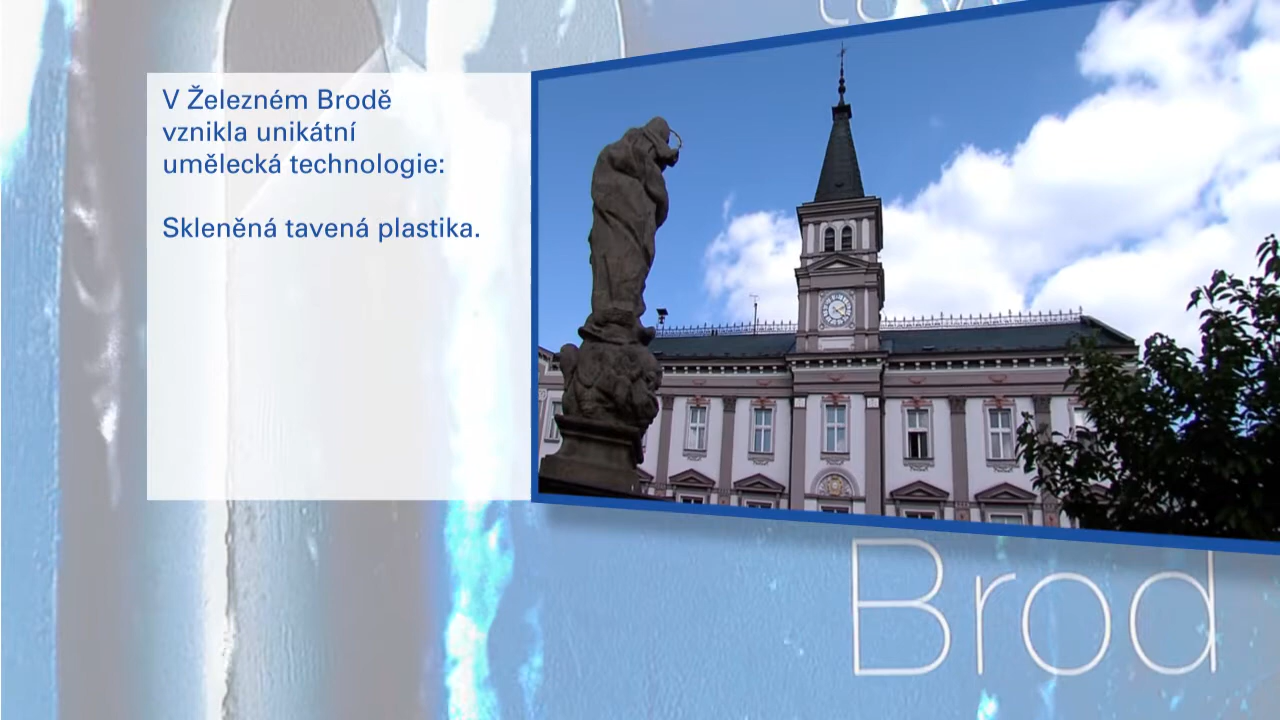 V Železném Brodě
vznikla unikátní
umělecká technologie:
Skleněná tavená plastika.
Brod